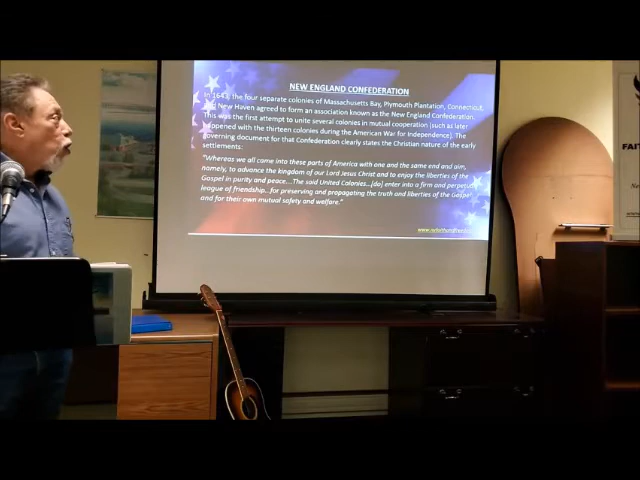 NEW ENGLAND CONFEDERATION
In 1643, the four separate colonies of Massachusetts Bay, Plymouth Plantation, Connecticut,
and New Haven agreed to form an association known as the New England Confederation.
This was the first attempt to unite several colonies in mutual cooperation (such as later
happened with the thirteen colonies during the American War for Independence). The
governing document for that Confederation clearly states the Christian nature of the early
settlements:
"Whereas we all came into these parts of America with one and the same end and aim,
namely, to advance the kingdom of our Lord Jesus Christ and to enjoy the liberties of the
Gospel in purity and peace....The said United Colonies...[do] enter into a firm and perpetual
league of friendship...for preserving and propagating the truth and liberties of the Gospel
and for their own mutual safety and welfare."
FAIT